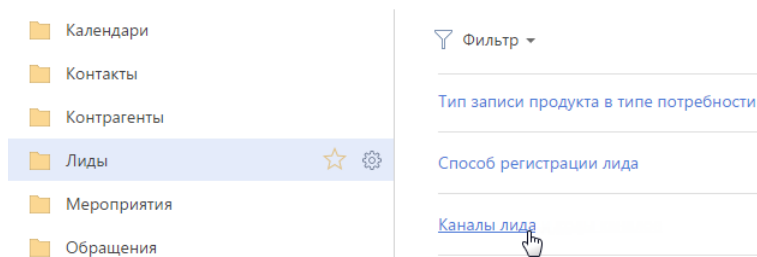 Календари
Контакты
Контрагенты
Лиды
Мероприятия
Обращения
Фильтр
Тип записи продукта в типе потребности
Способ регистрации лида
Каналы лида